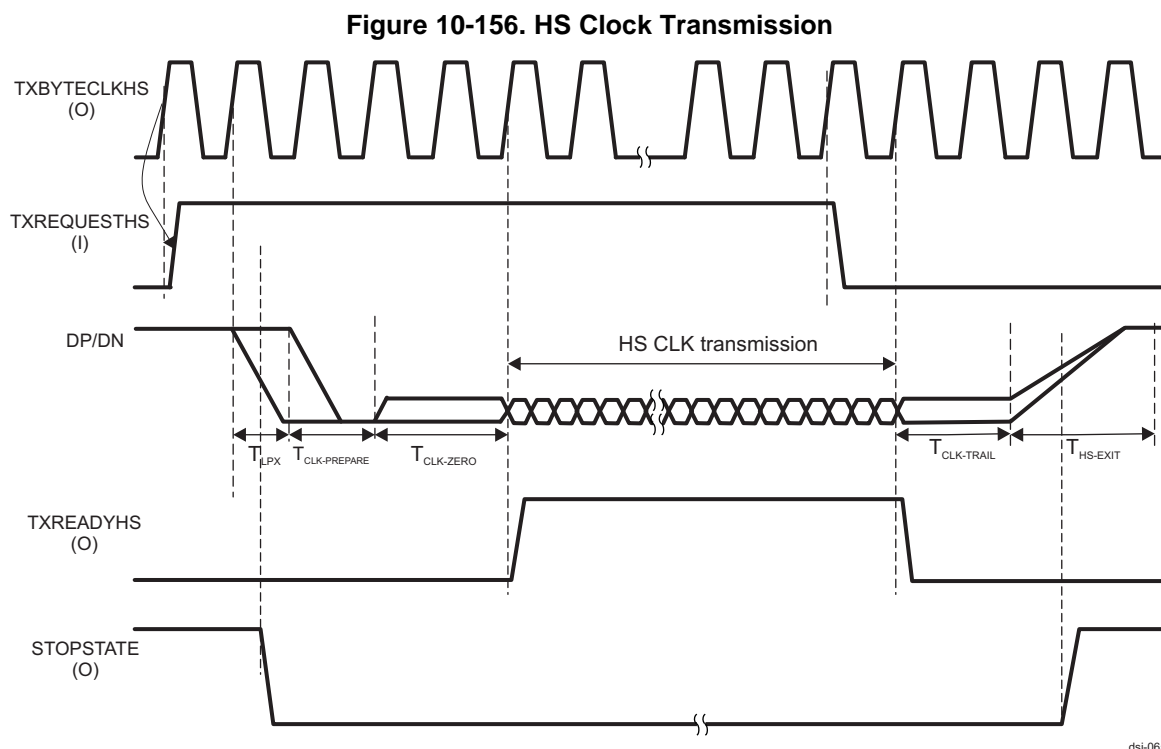 Figure 10-156. HS Clock Transmission
TXBYTECLKHS
(O)
TXREQUESTHS
(I)
DP/DN
HS CLK transmission
TLPX
TCLK-PREPARE
TCLK-ZERO
TCLK-TRAIL
THS-EXIT
TXREADYHS
(O)
STOPSTATE
(O)